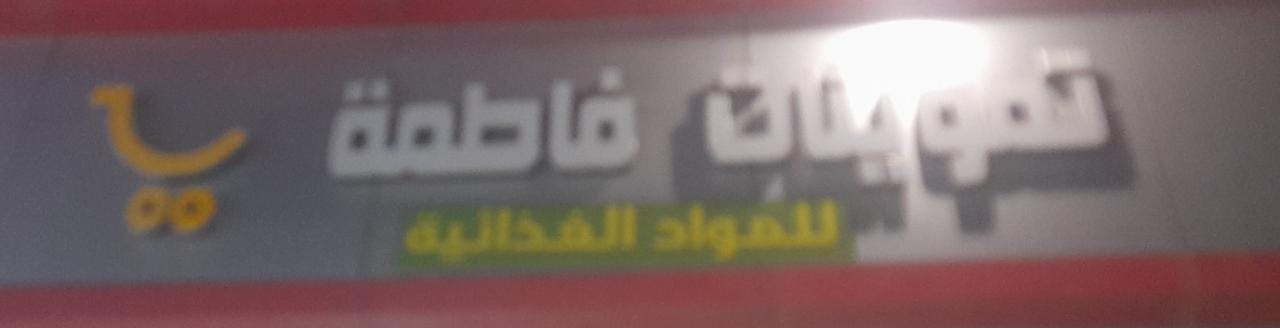 تموينات فاطمة
للمواد الغذائية